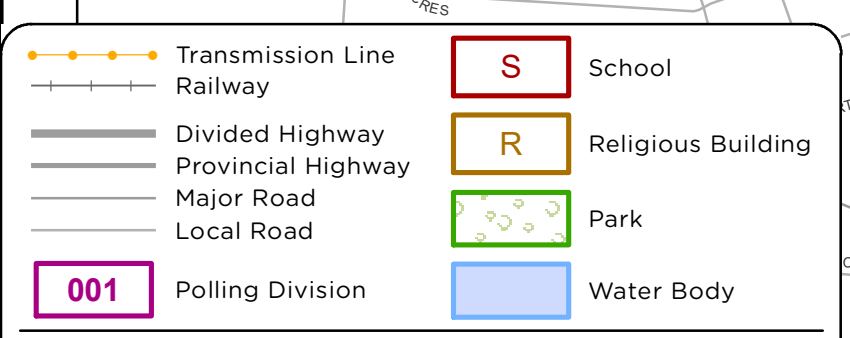 CRES
Transmission Line
Railway
Divided Highway
Provincial Highway
Major Road
Local Road
001 Polling Division
S School
R Religious Building
Park
Water Body